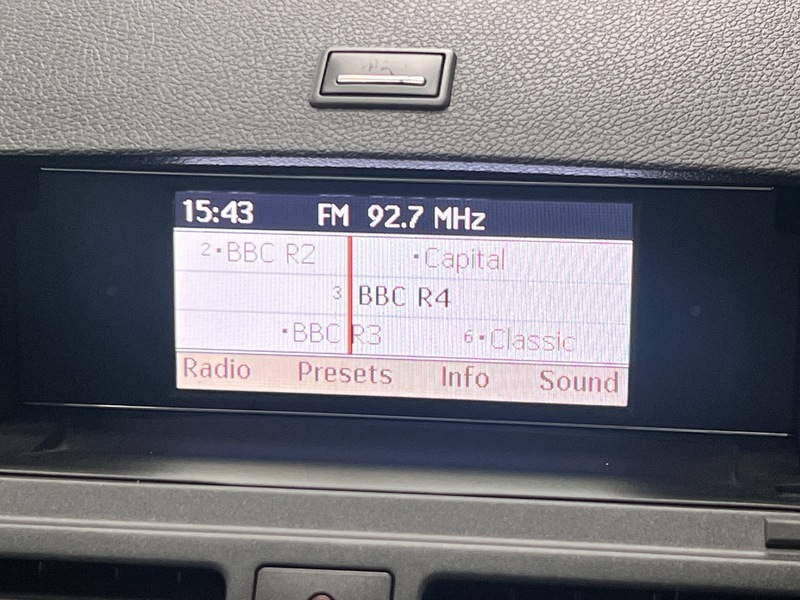 15:43 FM 92.7 MHz
2·BBC R2 ·Capital
3 BBC R4
·BBC R3 6·Classic
Radio Presets Info Sound